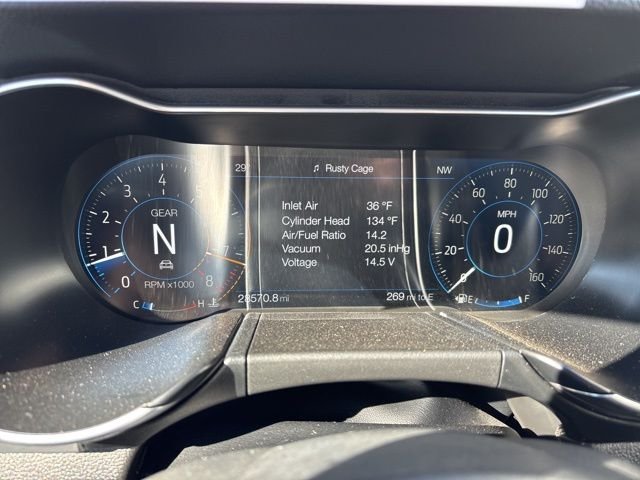 29° ♫ Rusty Cage NW
Inlet Air 36 °F
Cylinder Head 134 °F
Air/Fuel Ratio 14.2
Vacuum 20.5 inHg
Voltage 14.5 V
28570.8 mi 269 mi to E
0 1 2 3 4 5 7 8
GEAR
N
RPM x1000
C H
0 20 40 60 80 100 120 140 160
MPH
0
E F